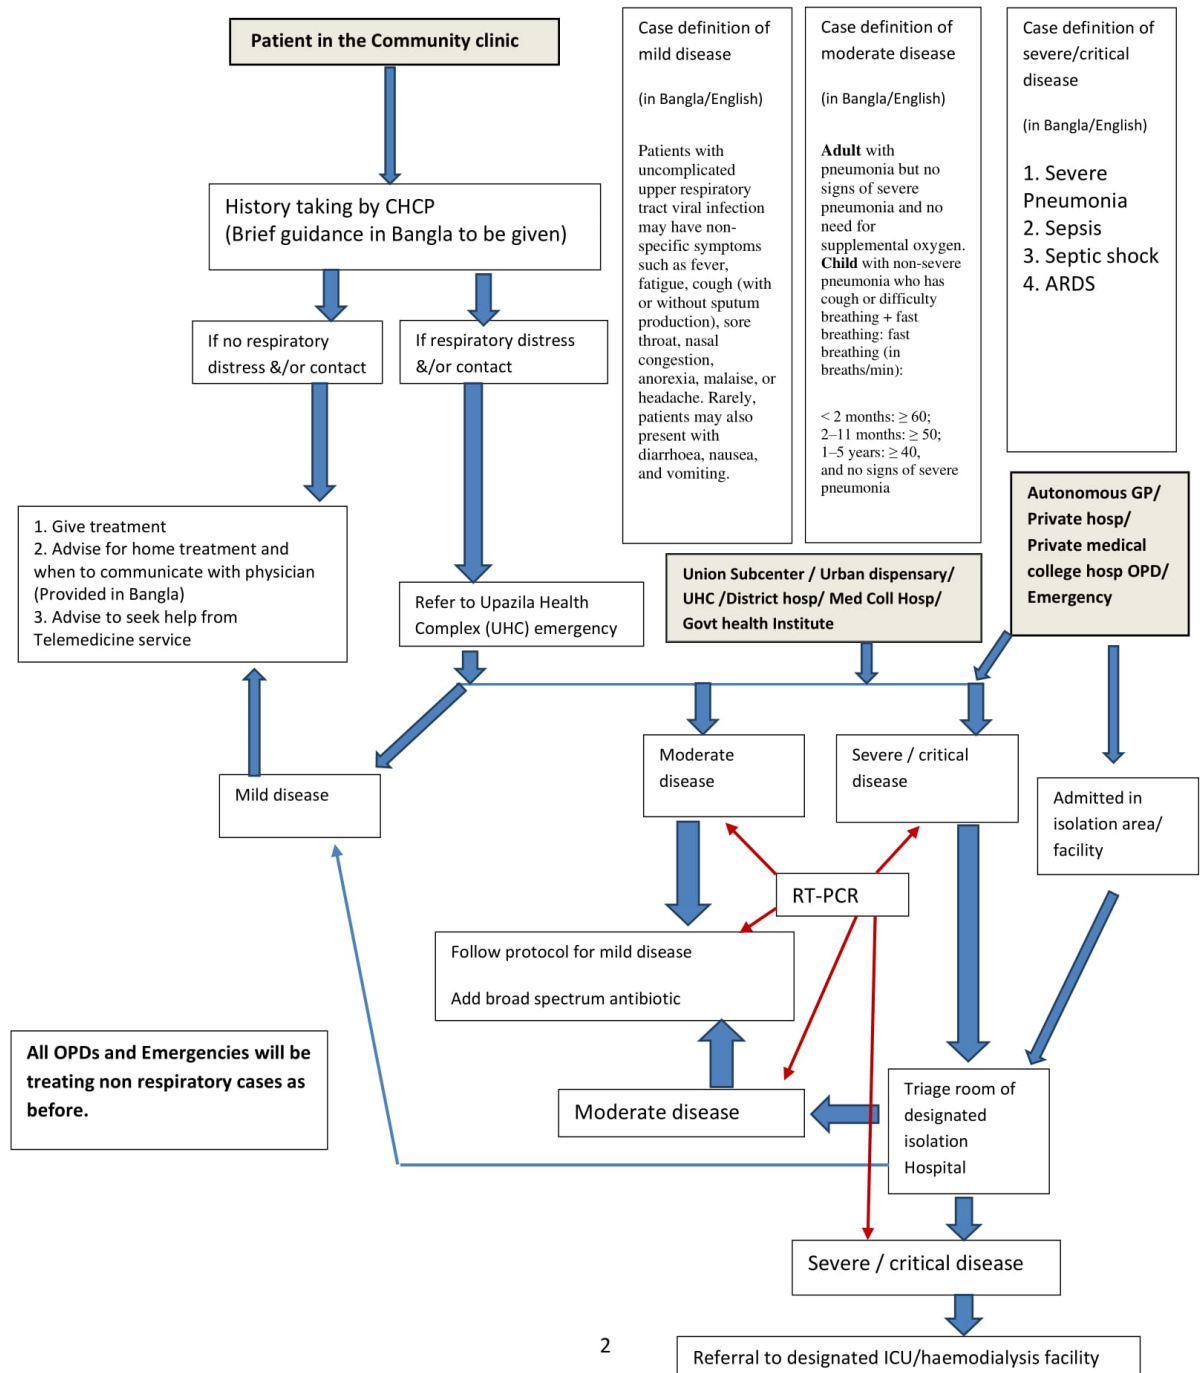 Patient in the Community clinic
Case definition of
mild disease
(in Bangla/English)
Patients with
uncomplicated
upper respiratory
tract viral infection
may have non-
specific symptoms
such as fever,
fatigue, cough (with
or without sputum
production), sore
throat, nasal
congestion,
anorexia, malaise, or
headache. Rarely,
patients may also
present with
diarrhoea, nausea,
and vomiting.
Case definition of
moderate disease
(in Bangla/English)
Adult with
pneumonia but no
signs of severe
pneumonia and no
need for
supplemental oxygen.
Child with non-severe
pneumonia who has
cough or difficulty
breathing + fast
breathing: fast
breathing (in
breaths/min):
< 2 months: ≥ 60;
2–11 months: ≥ 50;
1–5 years: ≥ 40,
and no signs of severe
pneumonia
Case definition of
severe/critical
disease
(in Bangla/English)
1. Severe
Pneumonia
2. Sepsis
3. Septic shock
4. ARDS
History taking by CHCP
(Brief guidance in Bangla to be given)
If no respiratory
distress &/or contact
If respiratory distress
&/or contact
1. Give treatment
2. Advise for home treatment and
when to communicate with physician
(Provided in Bangla)
3. Advise to seek help from
Telemedicine service
Refer to Upazila Health
Complex (UHC) emergency
Union Subcenter / Urban dispensary/
UHC /District hosp/ Med Coll Hosp/
Govt health Institute
Autonomous GP/
Private hosp/
Private medical
college hosp OPD/
Emergency
Mild disease
Moderate
disease
Severe / critical
disease
Admitted in
isolation area/
facility
RT-PCR
Follow protocol for mild disease
Add broad spectrum antibiotic
All OPDs and Emergencies will be
treating non respiratory cases as
before.
Moderate disease
Triage room of
designated
isolation
Hospital
Severe / critical disease
Referral to designated ICU/haemodialysis facility
2